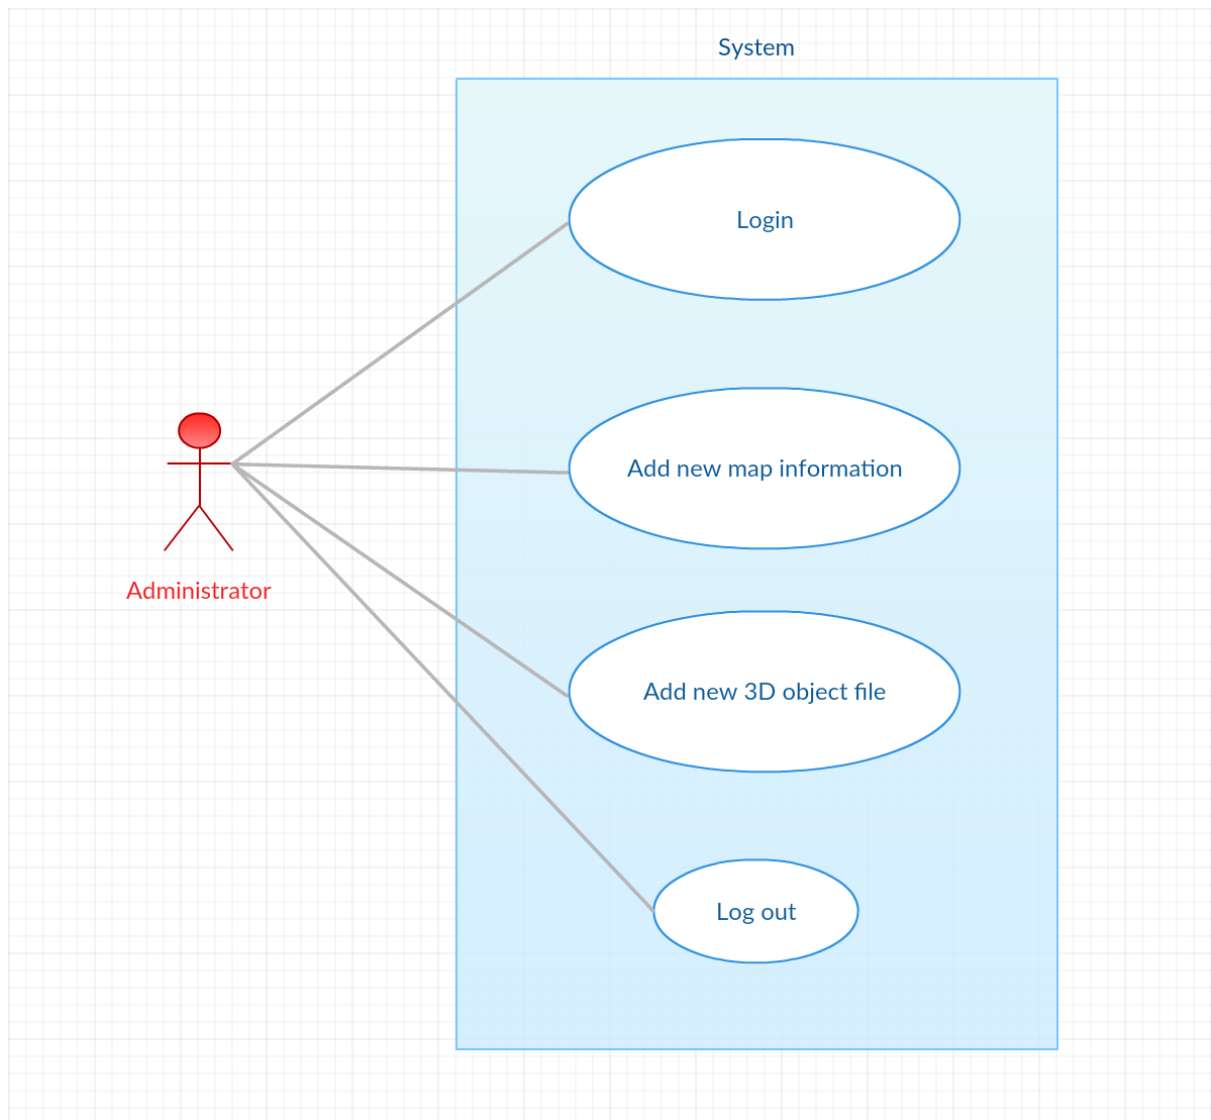 System
Login
Add new map information
Administrator
Add new 3D object file
Log out